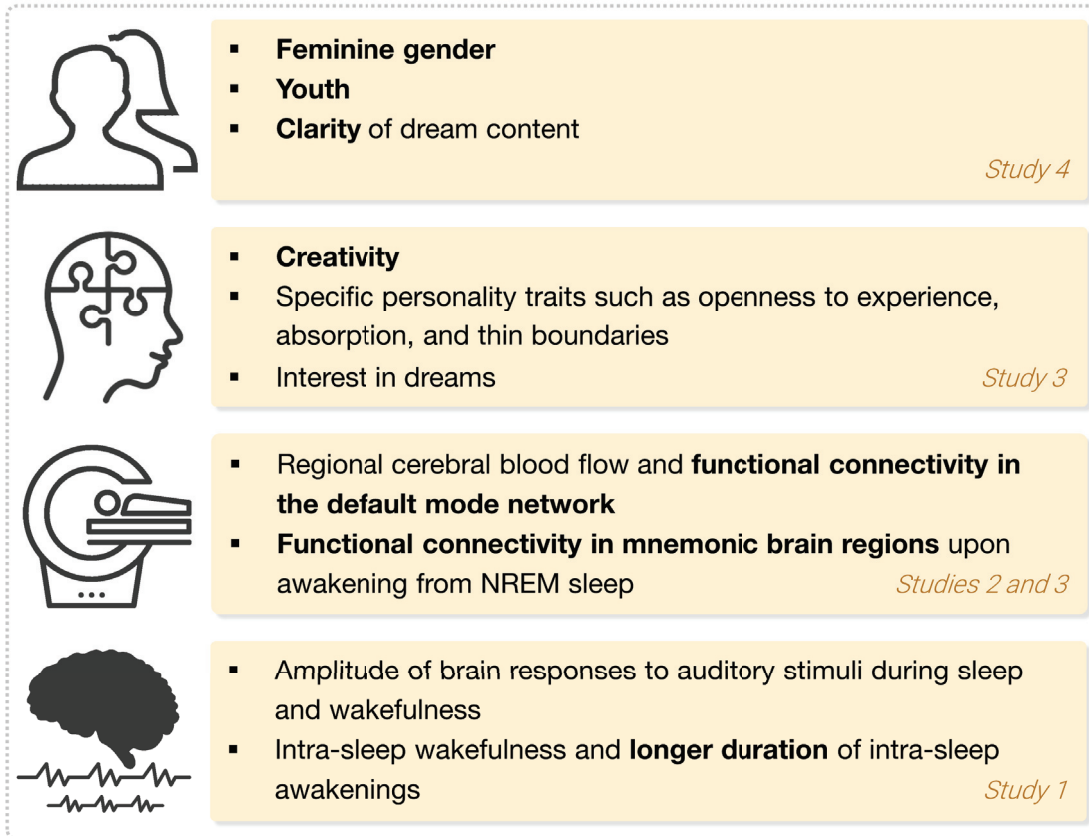 ▪ Feminine gender
▪ Youth
▪ Clarity of dream content
Study 4
▪ Creativity
▪ Specific personality traits such as openness to experience,
absorption, and thin boundaries
▪ Interest in dreams
Study 3
▪ Regional cerebral blood flow and functional connectivity in
the default mode network
▪ Functional connectivity in mnemonic brain regions upon
awakening from NREM sleep
Studies 2 and 3
▪ Amplitude of brain responses to auditory stimuli during sleep
and wakefulness
▪ Intra-sleep wakefulness and longer duration of intra-sleep
awakenings
Study 1